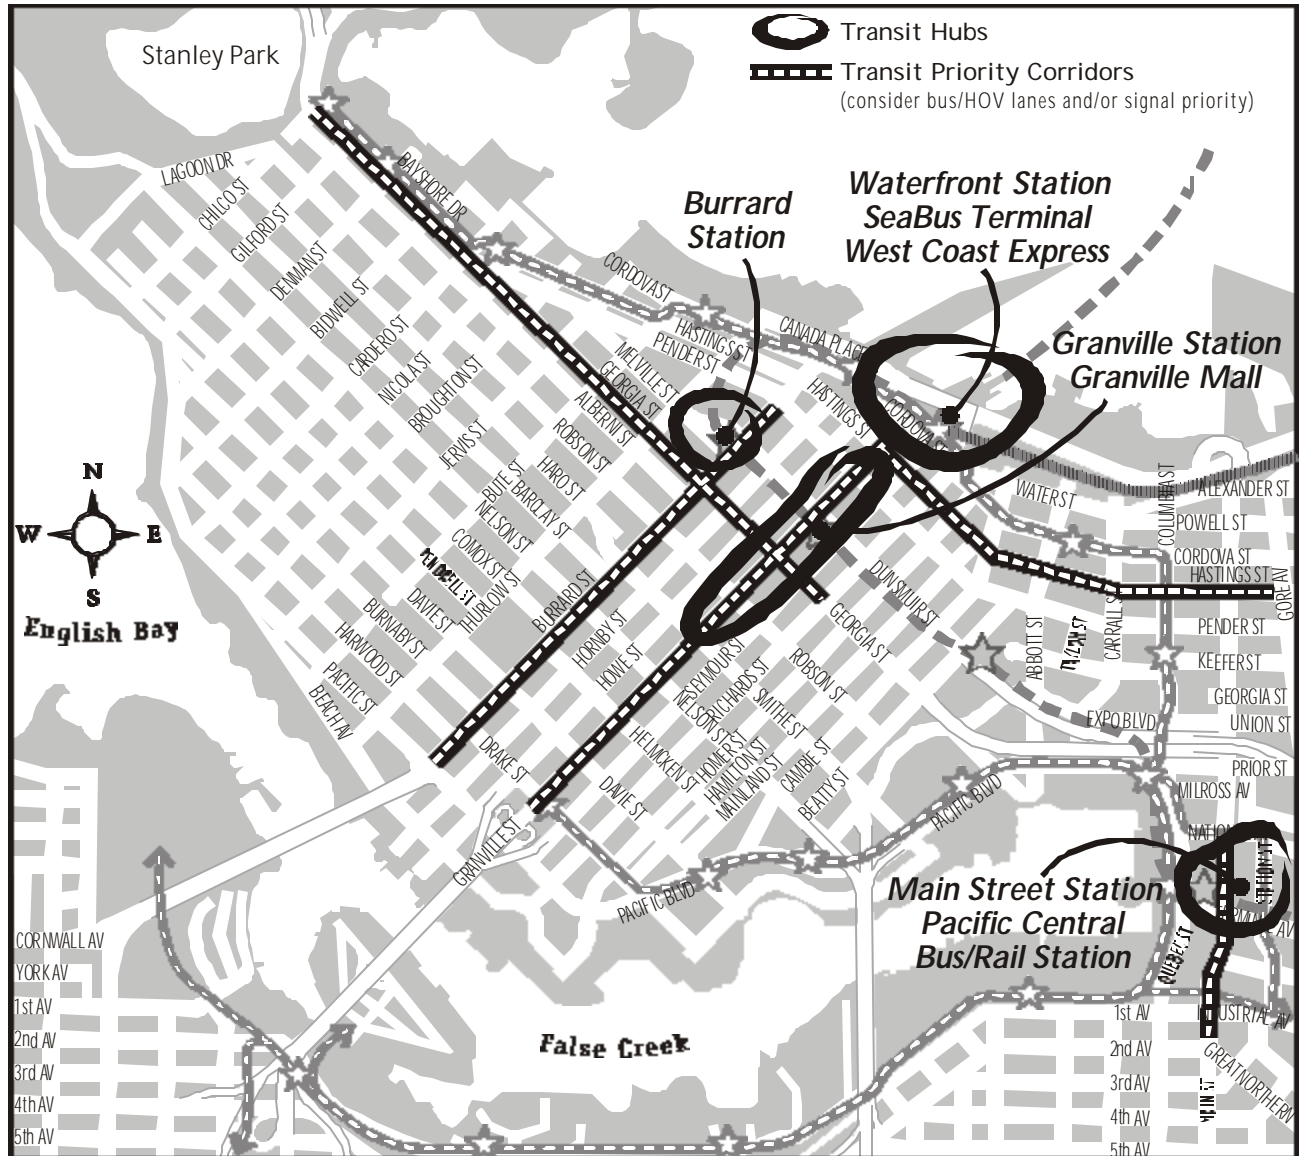 Stanley Park
Transit Hubs
Transit Priority Corridors
(consider bus/HOV lanes and/or signal priority)
Burrard
Station
Waterfront Station
SeaBus Terminal
West Coast Express
Granville Station
Granville Mall
Main Street Station
Pacific Central
Bus/Rail Station
N
W
E
S
English Bay
False Creek
LAGOON DR
CHILCO ST
GILFORD ST
DENMAN ST
BIDWELL ST
CARDERO ST
NICOLA ST
BROUGHTON ST
JERVIS ST
BUTE ST
THURLOW ST
BURRARD ST
HORNBY ST
HOWE ST
GRANVILLE ST
SEYMOUR ST
RICHARDS ST
HOMER ST
HAMILTON ST
MAINLAND ST
CAMBIE ST
BEATTY ST
BAYSHORE DR
CORDOVA ST
HASTINGS ST
PENDER ST
MELVILLE ST
GEORGIA ST
ALBERNI ST
ROBSON ST
HARO ST
BARCLAY ST
NELSON ST
COMOX ST
DAVIE ST
BURNABY ST
HARWOOD ST
PACIFIC ST
BEACH AV
CANADA PLACE
HASTINGS ST
CORDOVA ST
WATER ST
DUNSMUIR ST
GEORGIA ST
ROBSON ST
SMITHE ST
NELSON ST
HELMCKEN ST
DAVIE ST
DRAKE ST
PACIFIC BLVD
PACIFIC BLVD
EXPO BLVD
ABBOTT ST
CARRALL ST
COLUMBIA ST
GORE AV
ALEXANDER ST
POWELL ST
CORDOVA ST
HASTINGS ST
PENDER ST
KEEFER ST
GEORGIA ST
UNION ST
PRIOR ST
MILROSS AV
STATION ST
QUEBEC ST
INDUSTRIAL AV
GREAT NORTHERN
CORNWALL AV
YORK AV
1st AV
2nd AV
3rd AV
4th AV
5th AV
1st AV
2nd AV
3rd AV
4th AV
5th AV